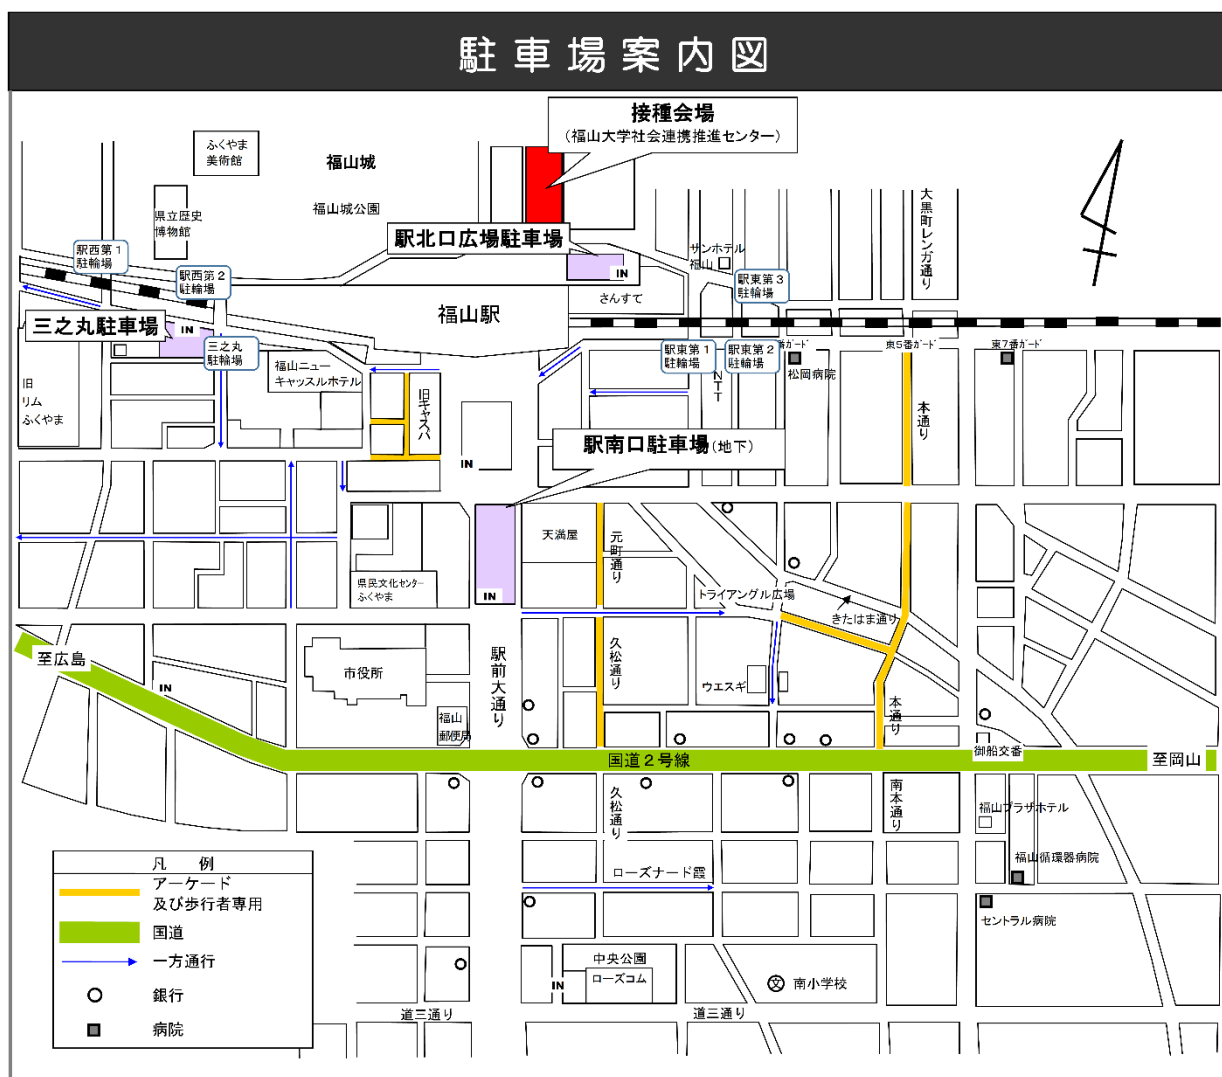 駐車場案内図
接種会場
(福山大学社会連携推進センター)
ふくやま
美術館
福山城
福山城公園
県立歴史
博物館
駅北口広場駐車場
IN
大黒町レンガ通り
サンホテル
福山
駅西第1
駐輪場
駅西第2
駐輪場
駅東第3
駐輪場
さんすて
福山駅
三之丸駐車場
IN
三之丸
駐輪場
駅東第1
駐輪場
駅東第2
駐輪場
番ガード
東5番ガード
東7番ガード
松岡病院
NTT
福山ニュー
キャッスルホテル
旧
リム
ふくやま
旧キャスパ
本通り
駅南口駐車場(地下)
IN
天満屋
元町通り
県民文化センター
ふくやま
IN
トライアングル広場
きたはま通り
至広島
IN
市役所
駅前大通り
久松通り
ウエスギ
本通り
福山
郵便局
国道2号線
御船交番
至岡山
久松通り
南本通り
福山プラザホテル
福山循環器病院
ローズナード霞
セントラル病院
中央公園
ローズコム
IN
文
南小学校
道三通り
道三通り
凡例
アーケード
及び歩行者専用
国道
一方通行
銀行
病院